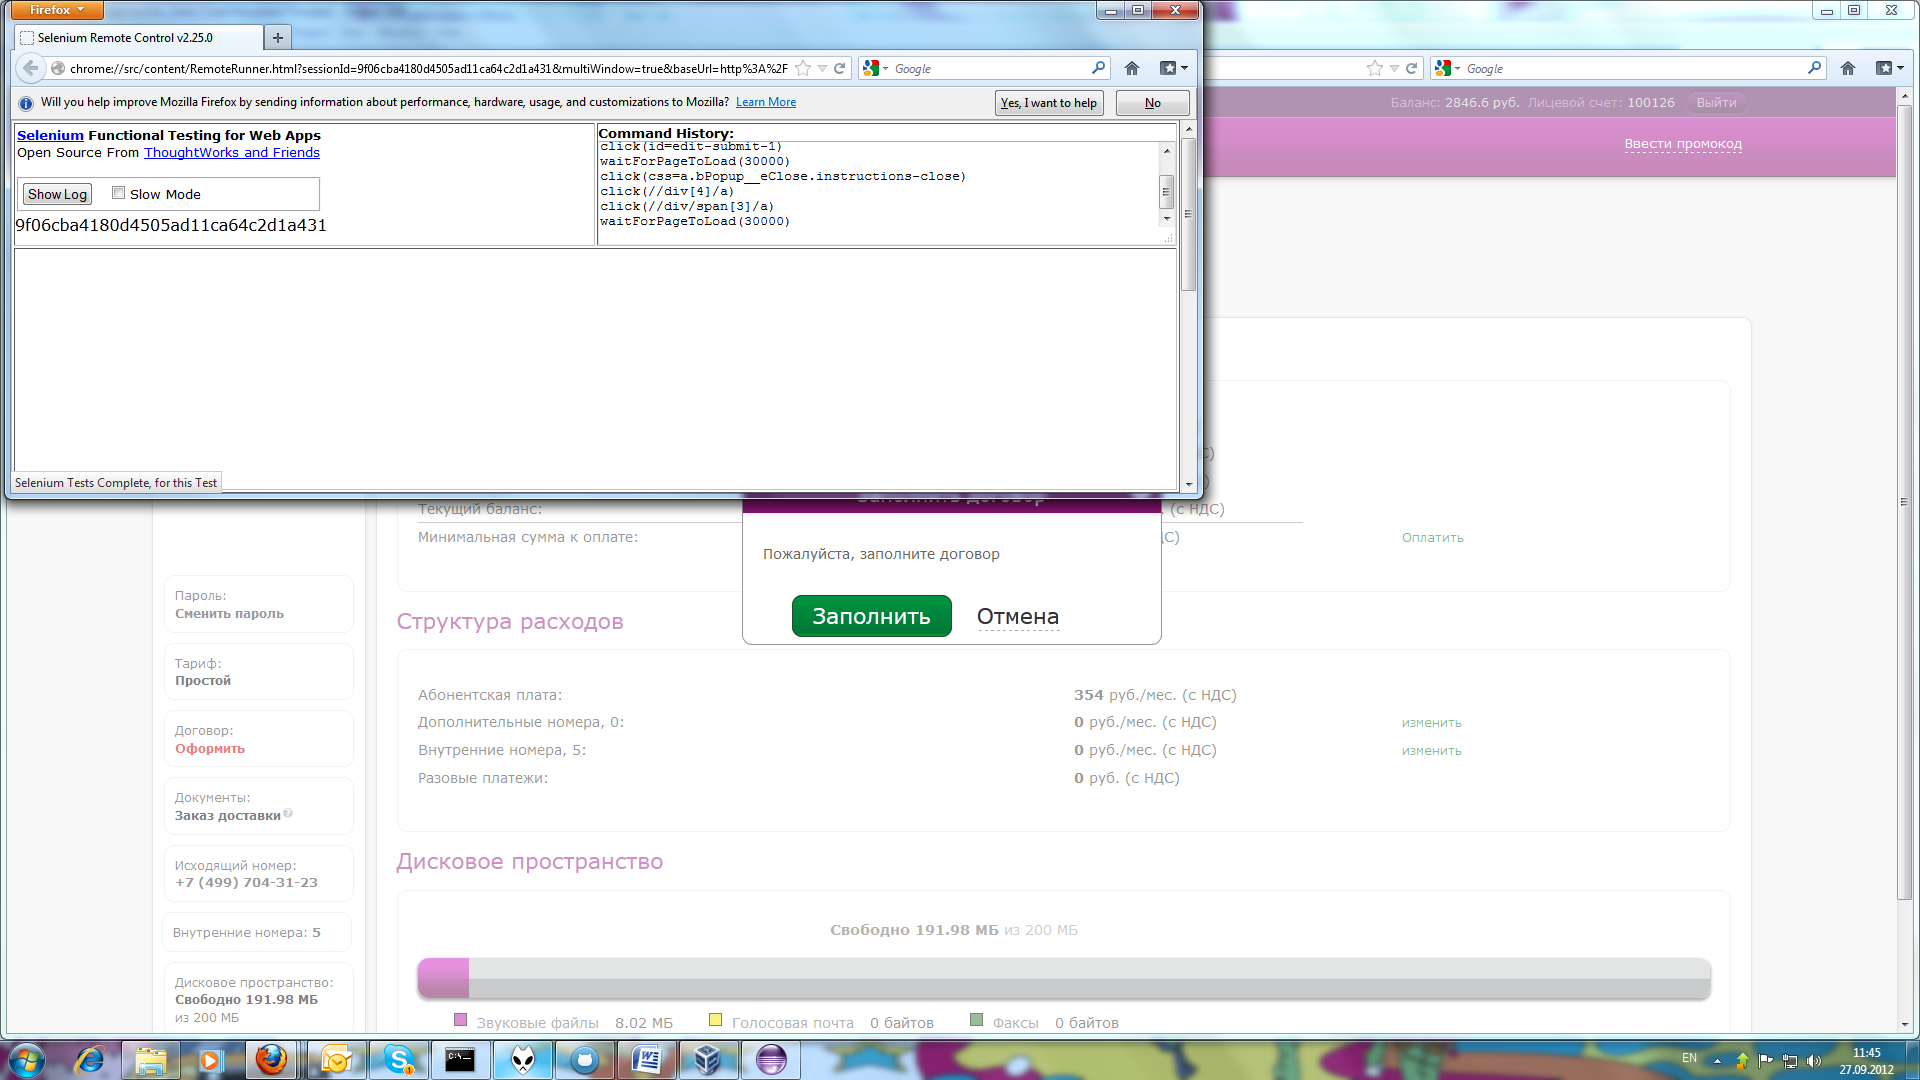 Firefox
Selenium Remote Control v2.25.0
chrome://src/content/RemoteRunner.html?sessionId=9f06cba4180d4505ad11ca64c2d1a431&multiWindow=true&baseUrl=http%3A%2F
Google
Google
Will you help improve Mozilla Firefox by sending information about performance, hardware, usage, and customizations to Mozilla? Learn More
Yes, I want to help
No
Баланс: 2846.6 руб. Лицевой счет: 100126 Выйти
Ввести промокод
Selenium Functional Testing for Web Apps
Open Source From ThoughtWorks and Friends
Show Log
Slow Mode
9f06cba4180d4505ad11ca64c2d1a431
Command History:
click(id=edit-submit-1)
waitForPageToLoad(30000)
click(css=a.bPopup__eClose.instructions-close)
click(//div[4]/a)
click(//div/span[3]/a)
waitForPageToLoad(30000)
Selenium Tests Complete, for this Test
Заполнить договор
Текущий баланс:
. (с НДС)
Минимальная сумма к оплате:
Оплатить
Пожалуйста, заполните договор
Заполнить
Отмена
Пароль:
Сменить пароль
Тариф:
Простой
Договор:
Оформить
Документы:
Заказ доставки
Исходящий номер:
+7 (499) 704-31-23
Внутренние номера: 5
Дисковое пространство:
Свободно 191.98 МБ
из 200 МБ
Структура расходов
Абонентская плата:
354 руб./мес. (с НДС)
Дополнительные номера, 0:
0 руб./мес. (с НДС)
изменить
Внутренние номера, 5:
0 руб./мес. (с НДС)
изменить
Разовые платежи:
0 руб. (с НДС)
Дисковое пространство
Свободно 191.98 МБ из 200 МБ
Звуковые файлы 8.02 МБ
Голосовая почта 0 байтов
Факсы 0 байтов
EN
11:45
27.09.2012